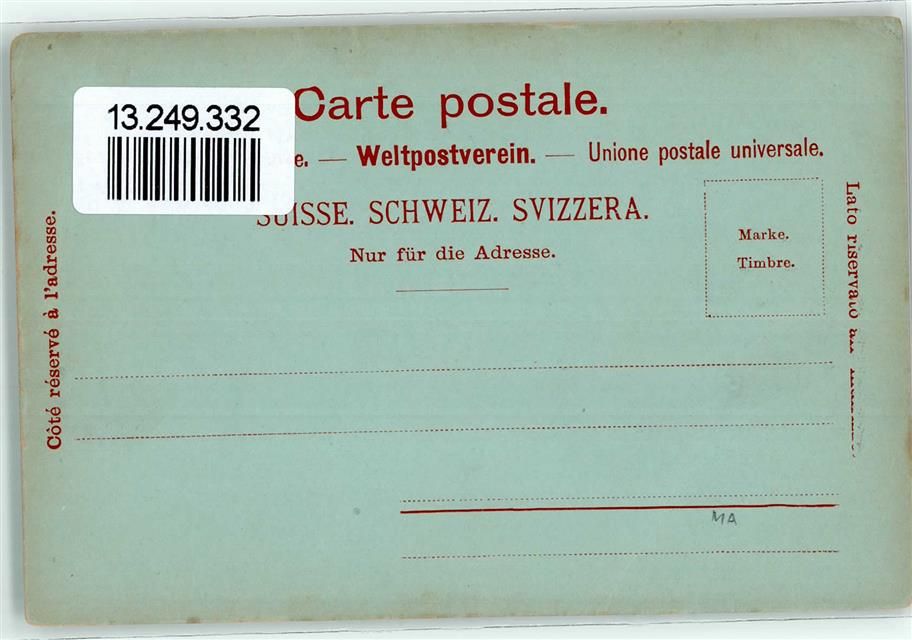 Carte postale.
13.249.332
e. — Weltpostverein. — Unione postale universale.
SUISSE. SCHWEIZ. SVIZZERA.
Nur für die Adresse.
Marke.
Timbre.
Côté réservé à l'adresse.
Lato riservato all'
MA